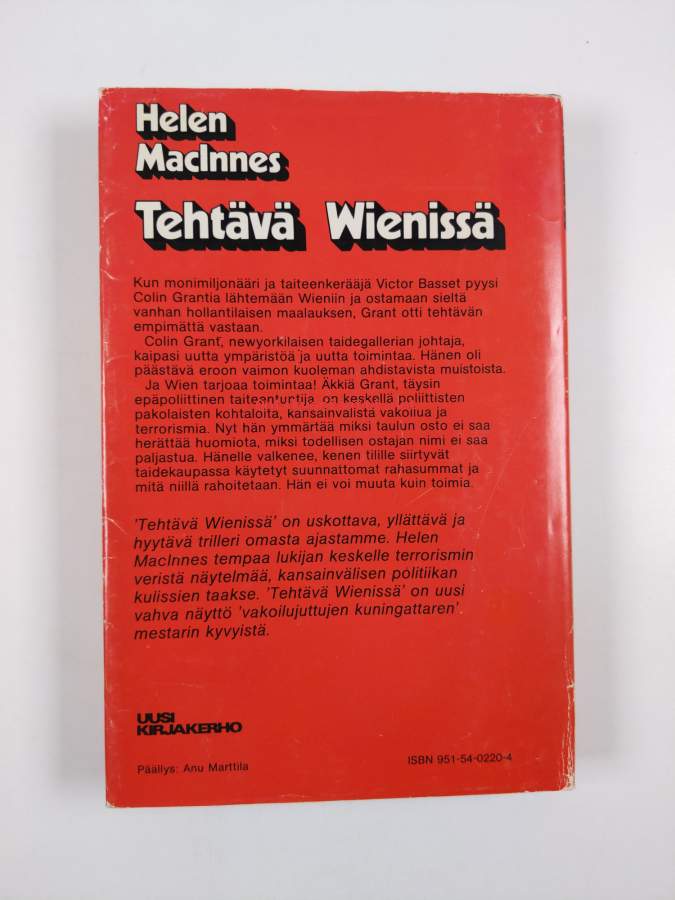 Helen
MacInnes
Tehtävä Wienissä
Kun monimiljonääri ja taiteenkerääjä Victor Basset pyysi
Colin Grantia lähtemään Wieniin ja ostamaan sieltä
vanhan hollantilaisen maalauksen, Grant otti tehtävän
empimättä vastaan.
Colin Grant, newyorkilaisen taidegallerian johtaja,
kaipasi uutta ympäristöä ja uutta toimintaa. Hänen oli
päästävä eroon vaimon kuoleman ahdistavista muistoista.
Ja Wien tarjoaa toimintaa! Äkkiä Grant, täysin
epäpoliittinen taiteantuntija, on keskellä poliittisten
pakolaisten kohtaloita, kansainvälistä vakoilua ja
terrorismia. Nyt hän ymmärtää miksi taulun osto ei saa
herättää huomiota, miksi todellisen ostajan nimi ei saa
paljastua. Hänelle valkenee, kenen tilille siirtyvät
taidekaupassa käytetyt suunnattomat rahasummat ja
mitä niillä rahoitetaan. Hän ei voi muuta kuin toimia.
'Tehtävä Wienissä' on uskottava, yllättävä ja
hyytävä trilleri omasta ajastamme. Helen
MacInnes tempaa lukijan keskelle terrorismin
veristä näytelmää, kansainvälisen politiikan
kulissien taakse. 'Tehtävä Wienissä' on uusi
vahva näyttö 'vakoilujuttujen kuningattaren'.
mestarin kyvyistä.
UUSI
KIRJAKERHO
Päällys: Anu Marttila
ISBN 951-54-0220-4